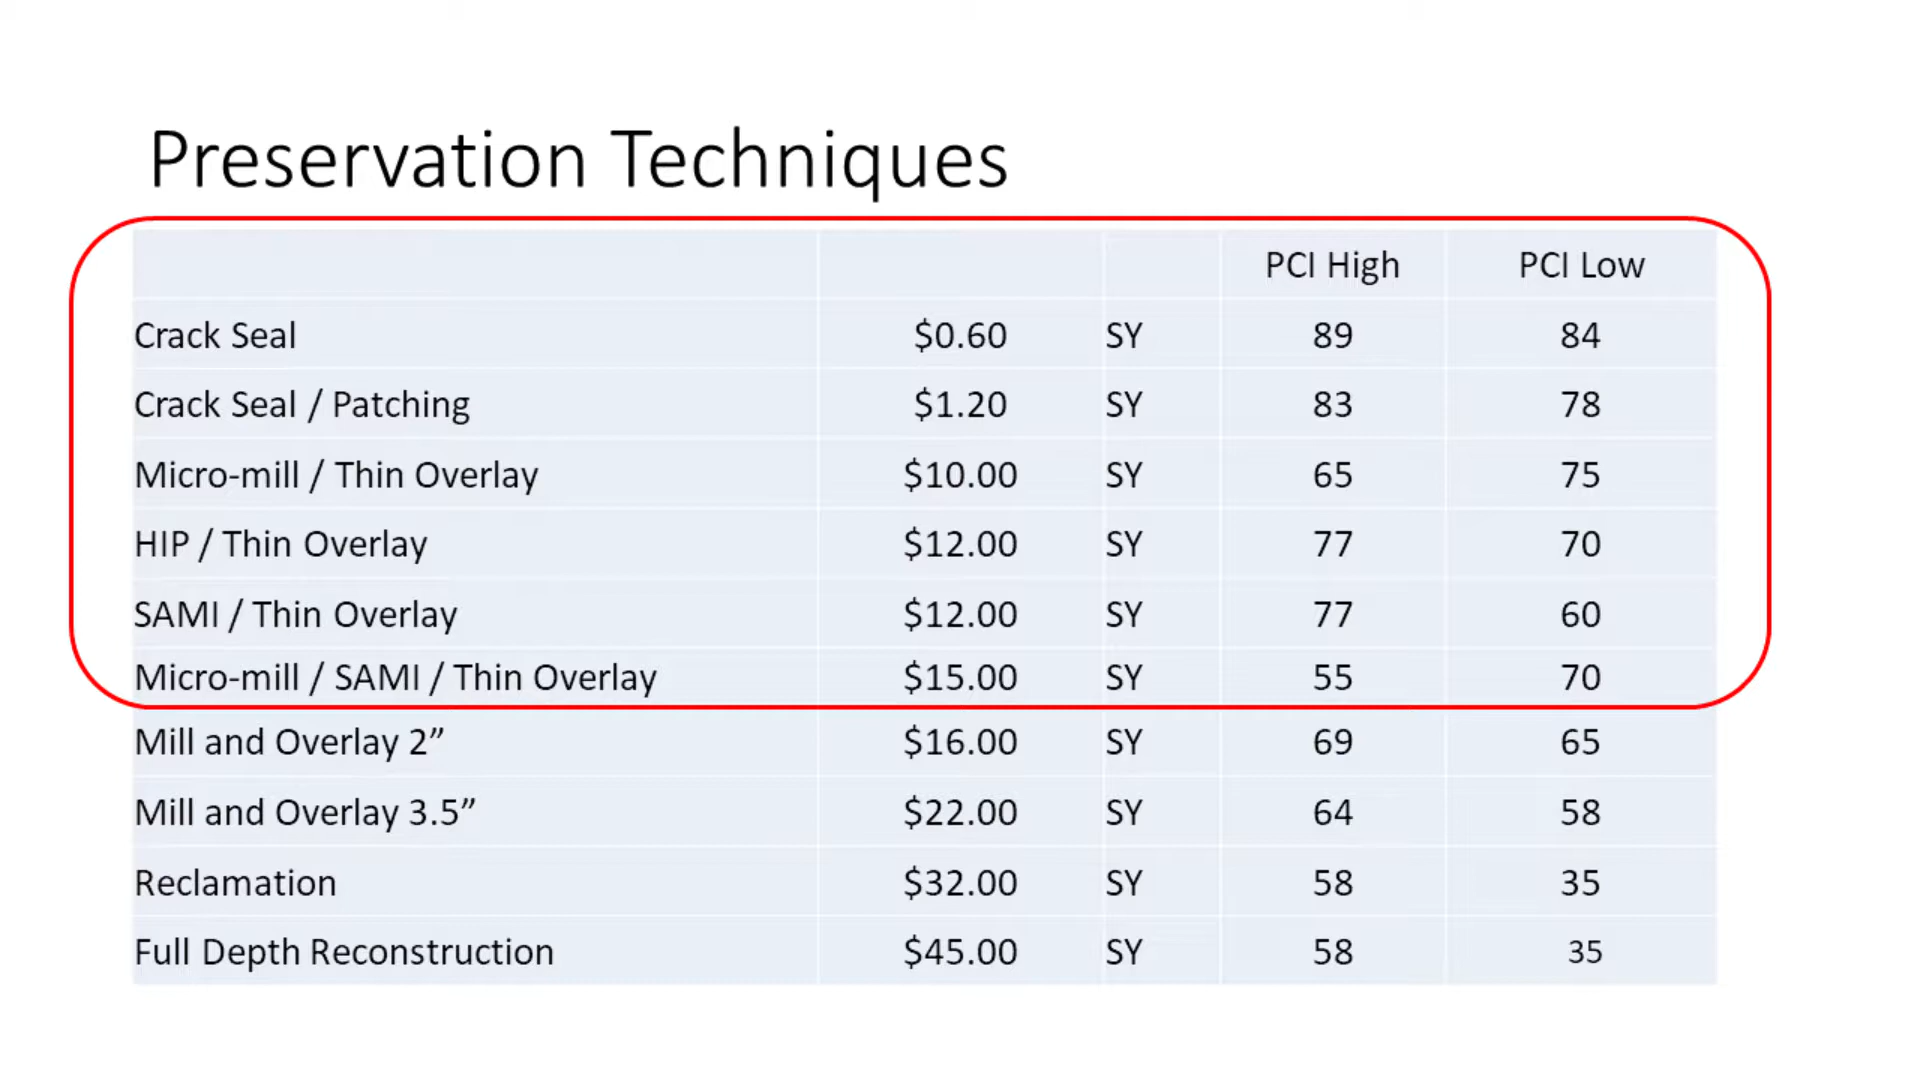 Preservation Techniques
PCI High PCI Low
Crack Seal $0.60 SY 89 84
Crack Seal / Patching $1.20 SY 83 78
Micro-mill / Thin Overlay $10.00 SY 65 75
HIP / Thin Overlay $12.00 SY 77 70
SAMI / Thin Overlay $12.00 SY 77 60
Micro-mill / SAMI / Thin Overlay $15.00 SY 55 70
Mill and Overlay 2” $16.00 SY 69 65
Mill and Overlay 3.5” $22.00 SY 64 58
Reclamation $32.00 SY 58 35
Full Depth Reconstruction $45.00 SY 58 35